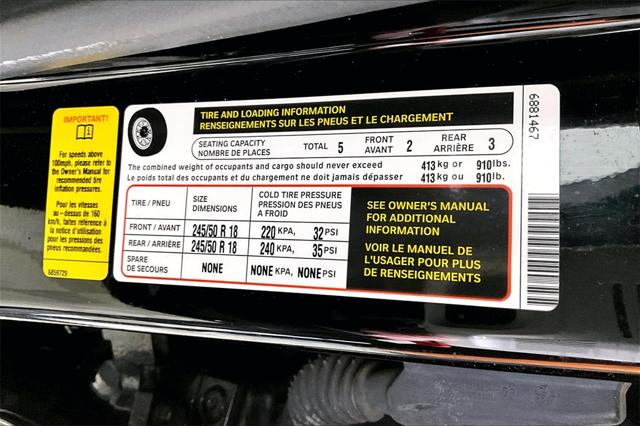 IMPORTANT!
For speeds above
100mph, please refer to
the Owner's Manual for
recommended tire
inflation pressures.
Pour les vitesses
au - dessus de 160
km/h, faites référence à
la notice d'utilisation
pour les pressions de
pneus recommandées.
6859729
TIRE AND LOADING INFORMATION
RENSEIGNEMENTS SUR LES PNEUS ET LE CHARGEMENT
SEATING CAPACITY
NOMBRE DE PLACES
TOTAL 5
FRONT
AVANT 2
REAR
ARRIÈRE 3
The combined weight of occupants and cargo should never exceed 413 kg or 910 lbs.
Le poids total des occupants et du chargement ne doit jamais dépasser 413 kg ou 910 lb.
TIRE / PNEU
SIZE
DIMENSIONS
COLD TIRE PRESSURE
PRESSION DES PNEUS
A FROID
FRONT / AVANT 245/50 R 18 220 KPA, 32 PSI
REAR / ARRIÈRE 245/50 R 18 240 KPA, 35 PSI
SPARE
DE SECOURS
NONE NONE KPA, NONE PSI
SEE OWNER'S MANUAL
FOR ADDITIONAL
INFORMATION
VOIR LE MANUEL DE
L'USAGER POUR PLUS
DE RENSEIGNEMENTS
6881467